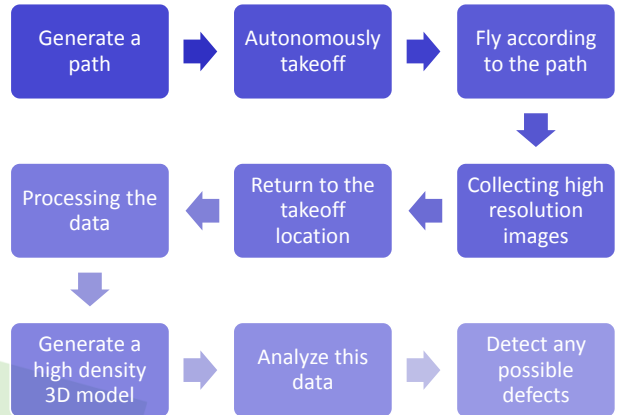 Generate a
path
Autonomously
takeoff
Fly according
to the path
Collecting high
resolution
images
Return to the
takeoff
location
Processing the
data
Generate a
high density
3D model
Analyze this
data
Detect any
possible
defects